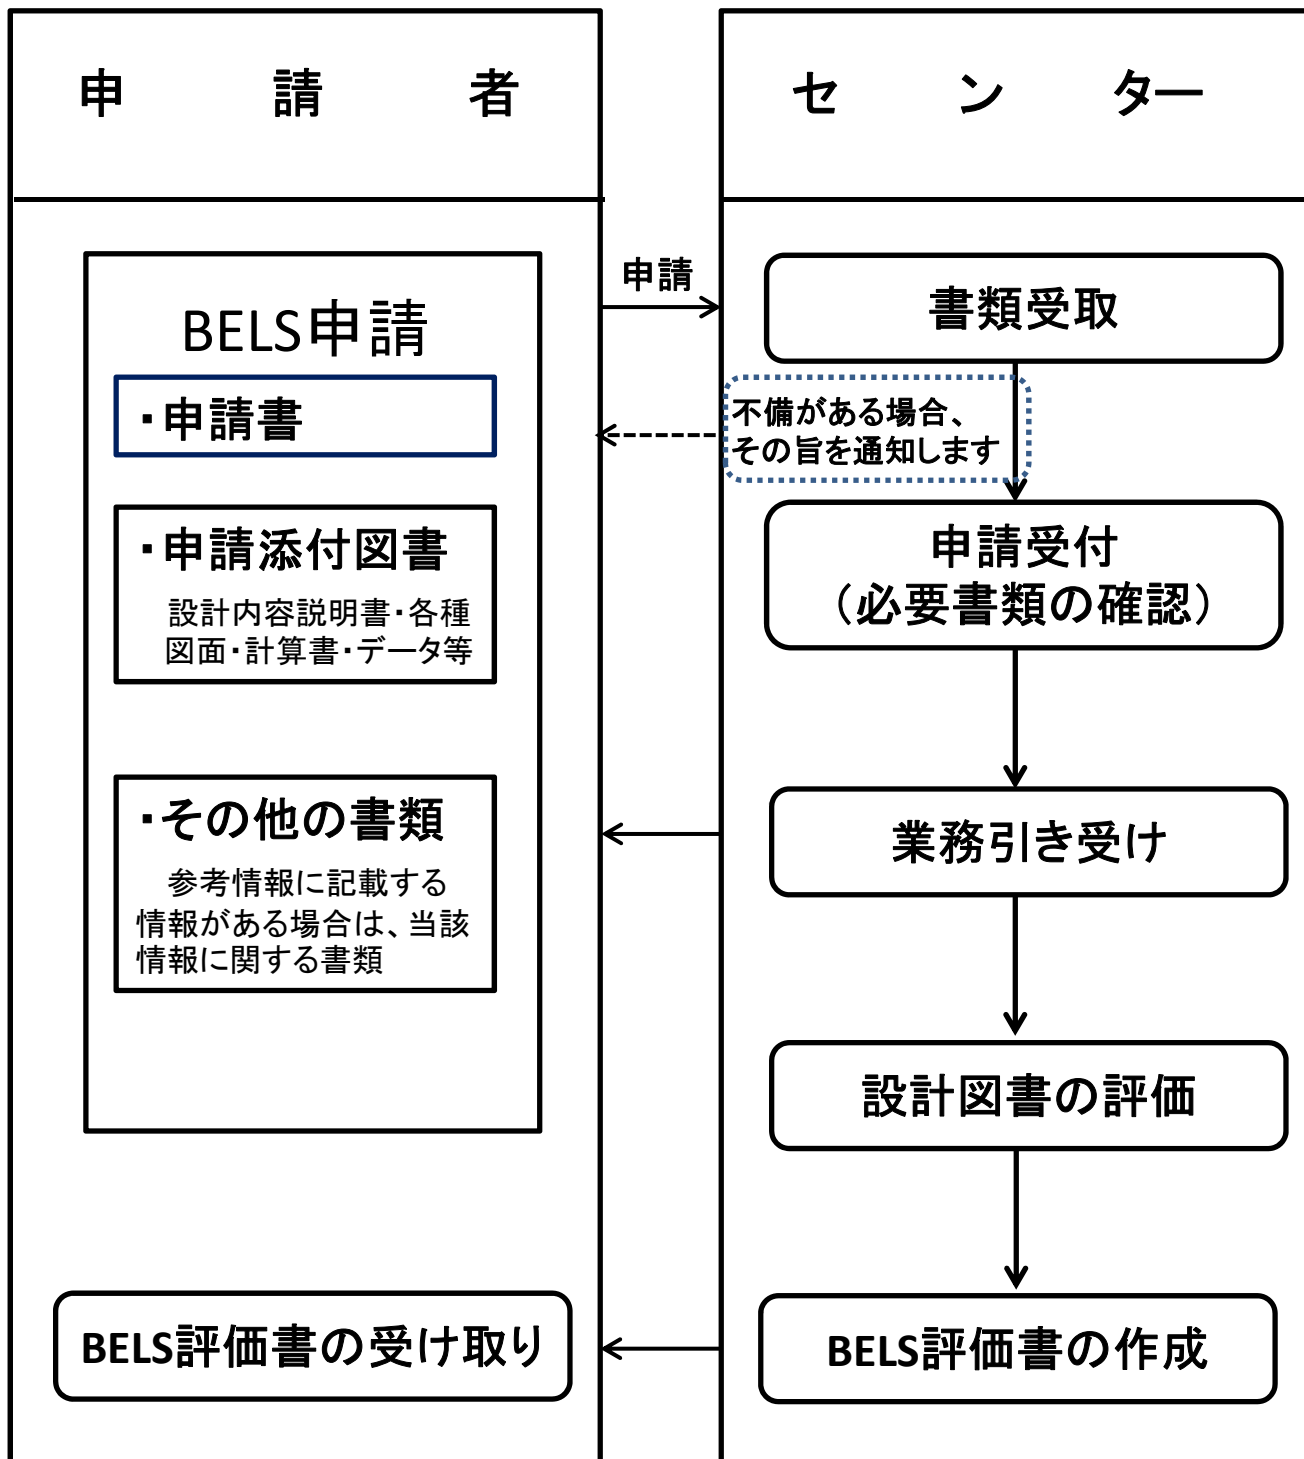 申請者
センター
BELS申請
・申請書
・申請添付図書
設計内容説明書・各種
図面・計算書・データ等
・その他の書類
参考情報に記載する
情報がある場合は、当該
情報に関する書類
BELS評価書の受け取り
申請
書類受取
不備がある場合、
その旨を通知します
申請受付
（必要書類の確認）
業務引き受け
設計図書の評価
BELS評価書の作成